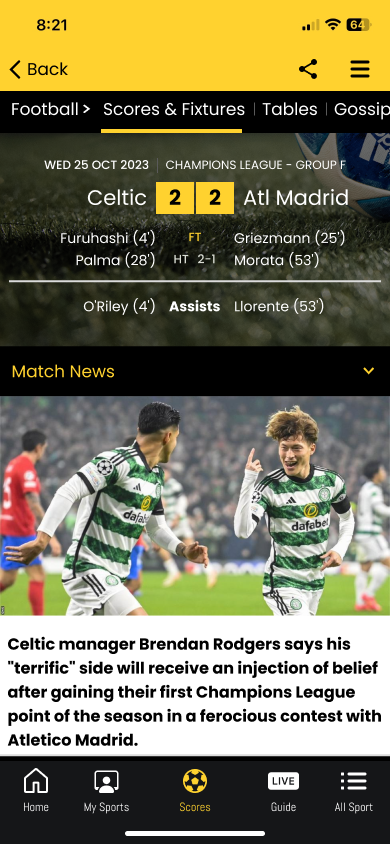 8:21
64
Back
Football > Scores & Fixtures | Tables | Gossip
WED 25 OCT 2023 | CHAMPIONS LEAGUE - GROUP F
Celtic 2 2 Atl Madrid
Furuhashi (4') FT Griezmann (25')
Palma (28') HT 2-1 Morata (53')
O'Riley (4') Assists Llorente (53')
Match News
dafabet
dafabet
Celtic manager Brendan Rodgers says his
"terrific" side will receive an injection of belief
after gaining their first Champions League
point of the season in a ferocious contest with
Atletico Madrid.
LIVE
Home My Sports Scores Guide All Sport